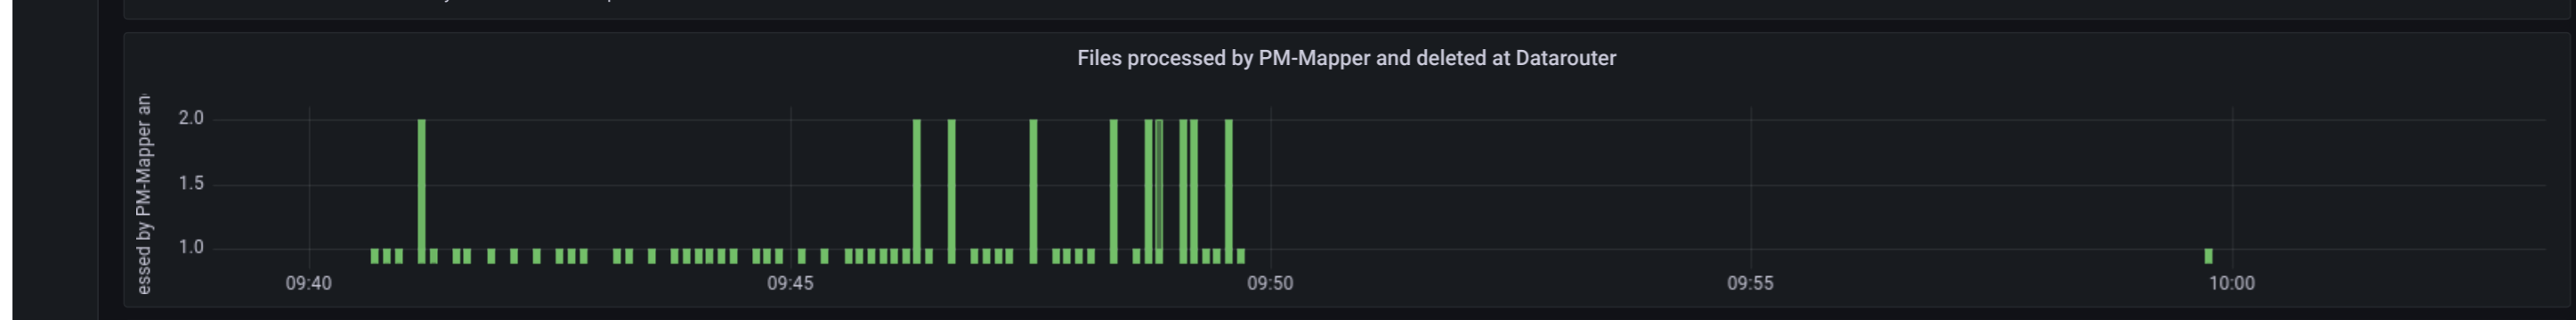 Files processed by PM-Mapper and deleted at Datarouter
essed by PM-Mapper an
2.0
1.5
1.0
09:40 09:45 09:50 09:55 10:00